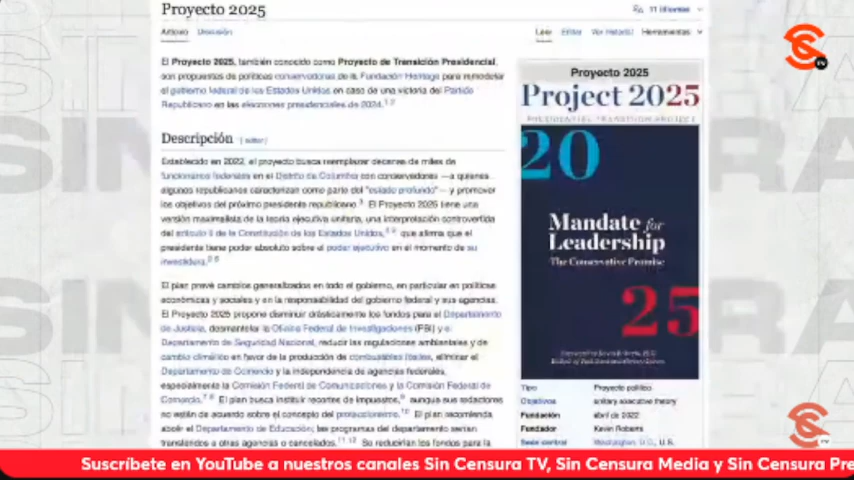 Proyecto 2025
11 idiomas
Artículo Discusión
Leer Editar Ver historial Herramientas
El Proyecto 2025, también conocido como Proyecto de Transición Presidencial,
son propuestas de políticas conservadoras de la Fundación Heritage para remodelar
el gobierno federal de los Estados Unidos en caso de una victoria del Partido
Republicano en las elecciones presidenciales de 2024.1 2
Descripción [editar]
Establecido en 2022, el proyecto busca reemplazar decenas de miles de
funcionarios federales en el Distrito de Columbia con conservadores —a quienes
algunos republicanos caracterizan como parte del "estado profundo"— y promover
los objetivos del próximo presidente republicano.3 El Proyecto 2025 tiene una
versión maximalista de la teoría ejecutiva unitaria, una interpretación controvertida
del artículo II de la Constitución de los Estados Unidos, que afirma que el
presidente tiene poder absoluto sobre el poder ejecutivo en el momento de su
investidura.
El plan prevé cambios generalizados en todo el gobierno, en particular en políticas
económicas y sociales y en la responsabilidad del gobierno federal y sus agencias.
El Proyecto 2025 propone disminuir drásticamente los fondos para el Departamento
de Justicia, desmantelar la Oficina Federal de Investigaciones (FBI) y el
Departamento de Seguridad Nacional, reducir las regulaciones ambientales y de
cambio climático en favor de la producción de combustibles fósiles, eliminar el
Departamento de Comercio y la independencia de agencias federales,
especialmente la Comisión Federal de Comunicaciones y la Comisión Federal de
Comercio.7 8 El plan busca instituir recortes de impuestos,9 aunque sus redactores
no están de acuerdo sobre el concepto del proteccionismo.10 El plan recomienda
abolir el Departamento de Educación; los programas del departamento serían
transferidos a otras agencias o cancelados.11 12 Se reducirían los fondos para la
Proyecto 2025
Project 2025
PRESIDENTIAL TRANSITION PROJECT
20
Mandate for
Leadership
The Conservative Promise
25
Tipo Proyecto político
Objetivos unitary executive theory
Fundación abril de 2022
Fundador Kevin Roberts
Sede central Washington, D.C., U.S.
TV
TV
Suscríbete en YouTube a nuestros canales Sin Censura TV, Sin Censura Media y Sin Censura Pre